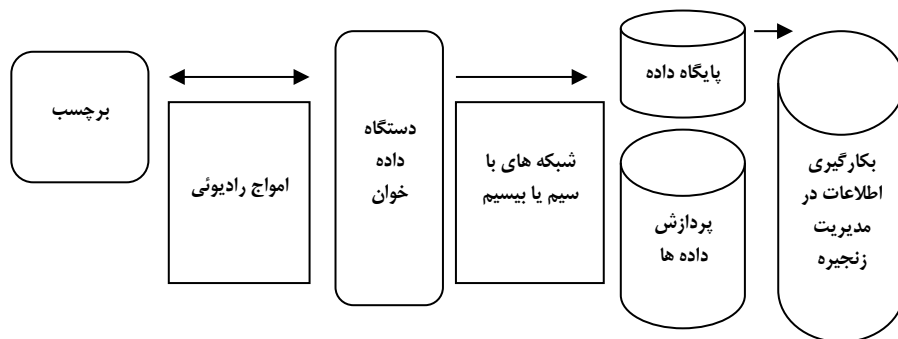 برچسب
امواج رادیوئی
دستگاه
داده
خوان
شبکه های با
سیم یا بیسیم
پایگاه داده
پردازش
داده ها
بکارگیری
اطلاعات در
مدیریت
زنجیره